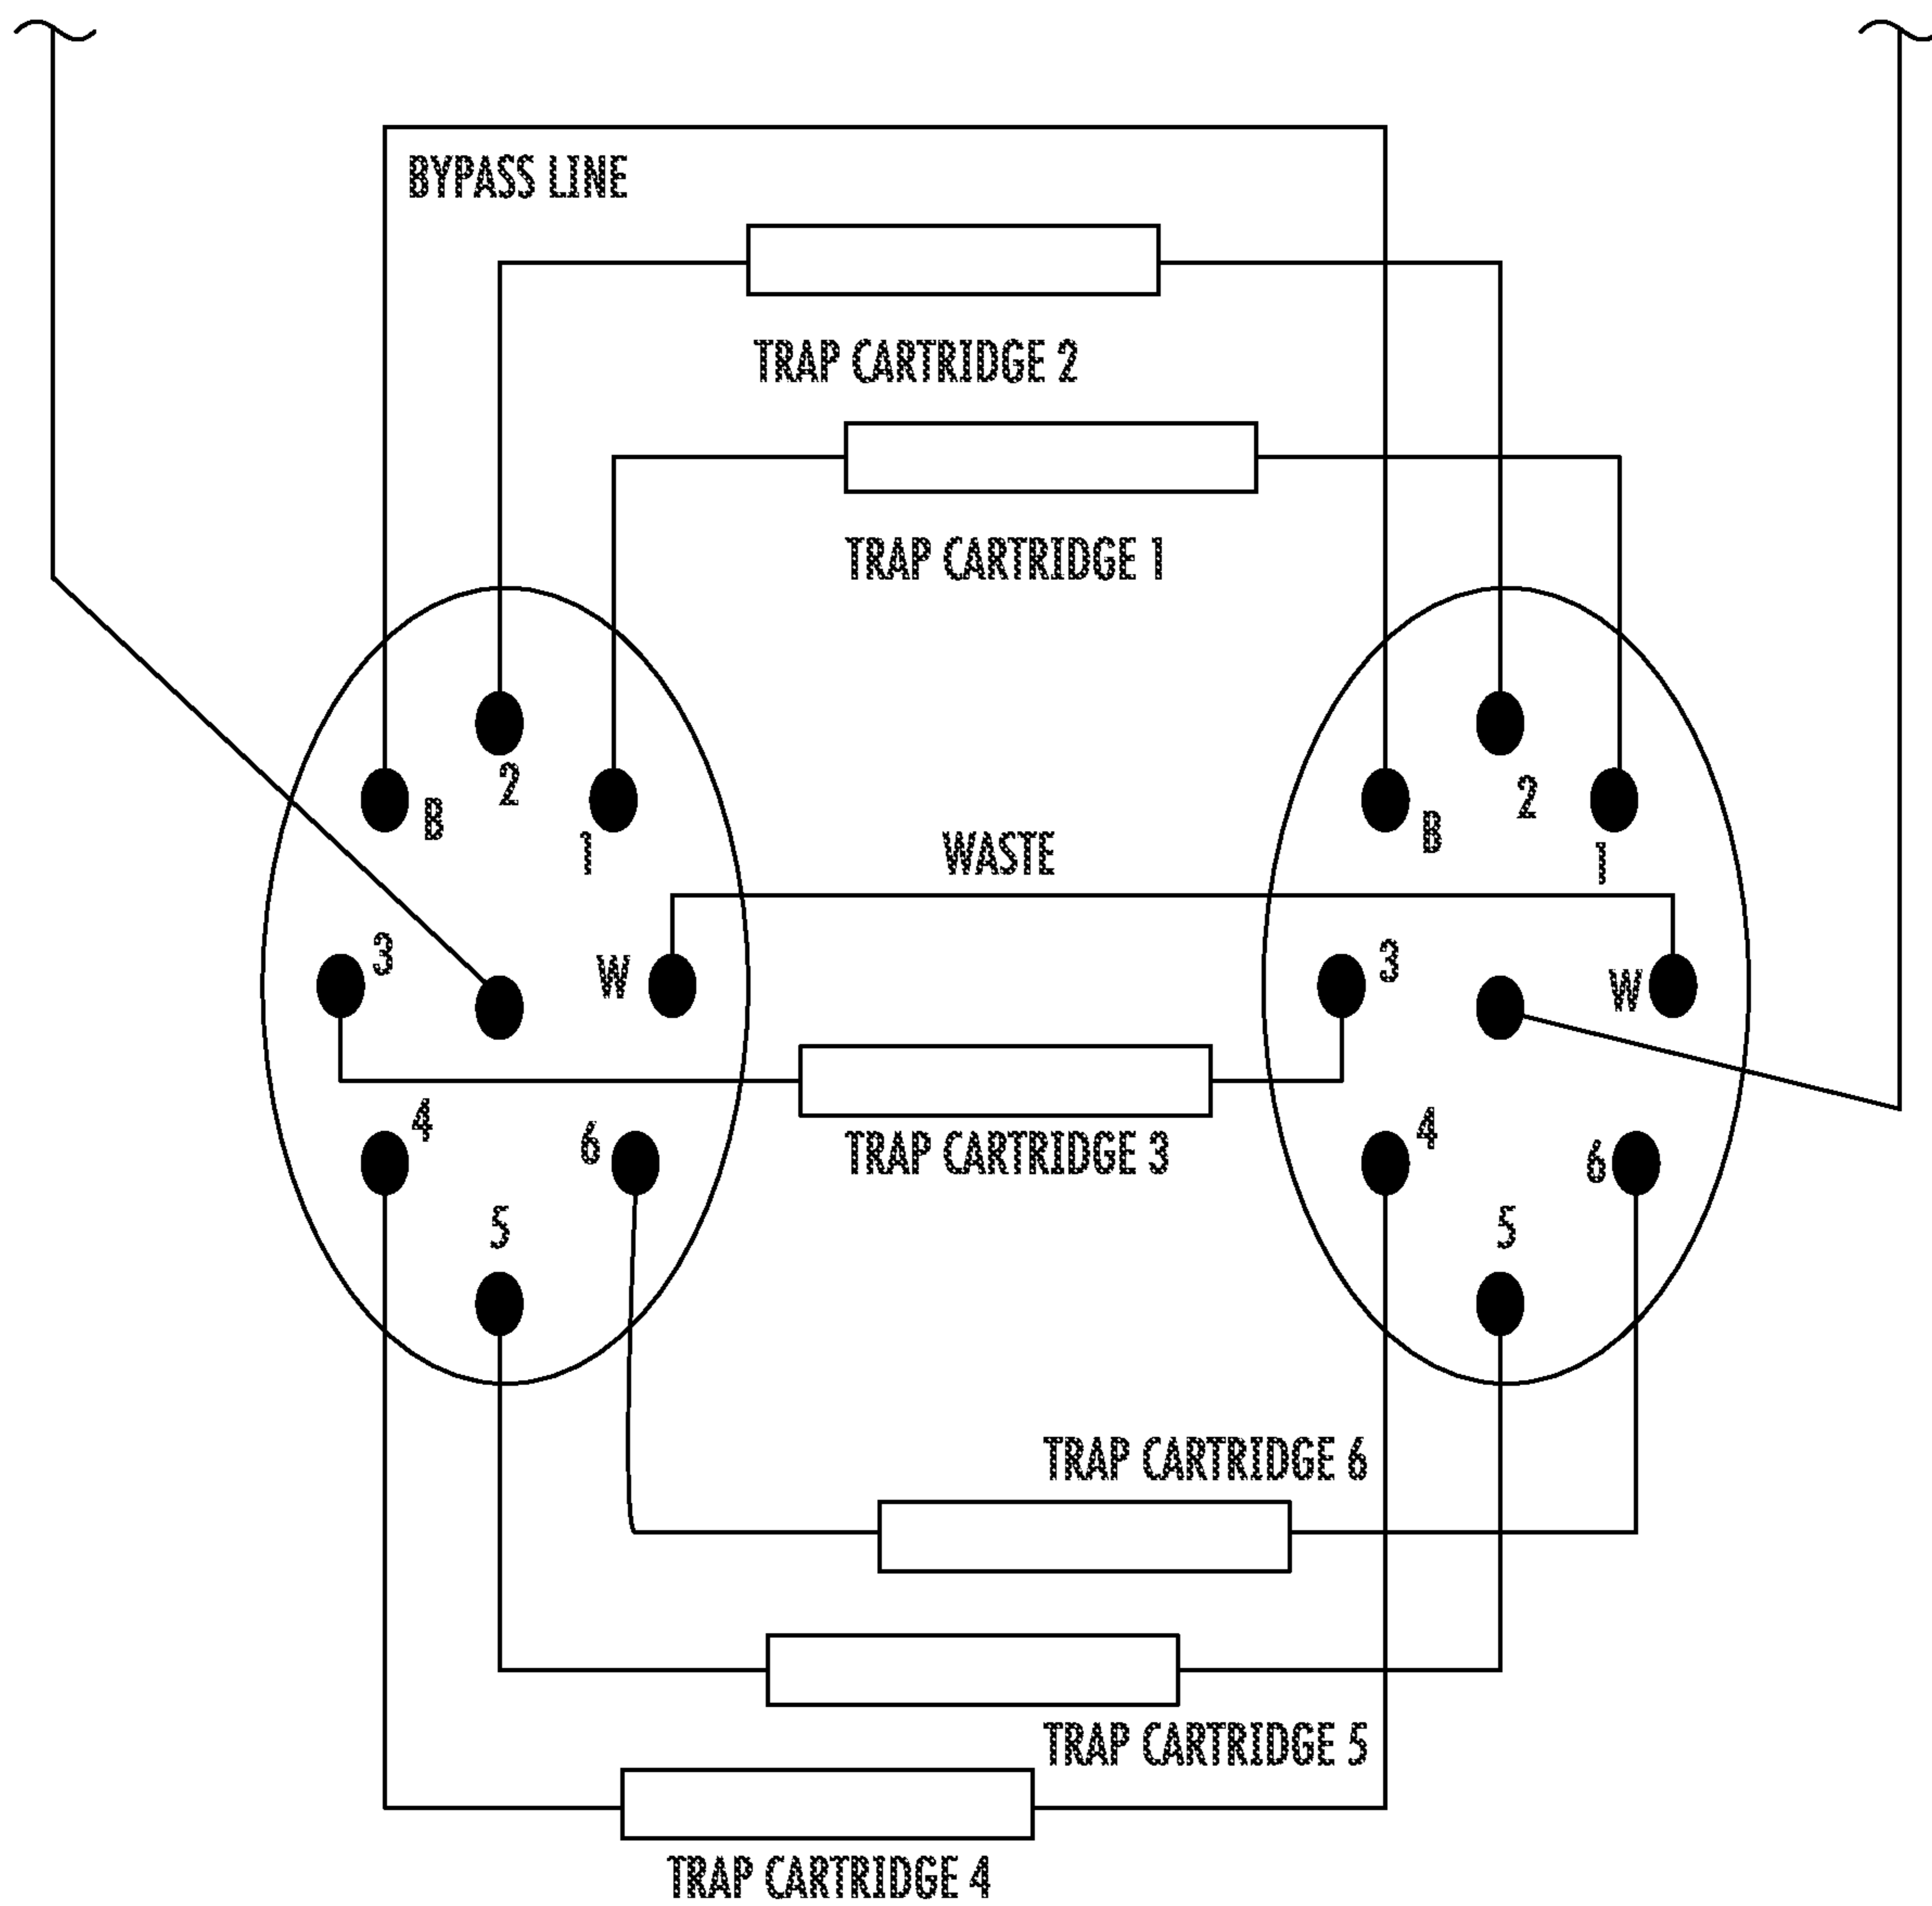 BYPASS LINE
TRAP CARTRIDGE 2
TRAP CARTRIDGE 1
B
2
1
B
2
1
WASTE
3
W
3
W
4
6
TRAP CARTRIDGE 3
4
6
5
5
TRAP CARTRIDGE 6
TRAP CARTRIDGE 5
TRAP CARTRIDGE 4